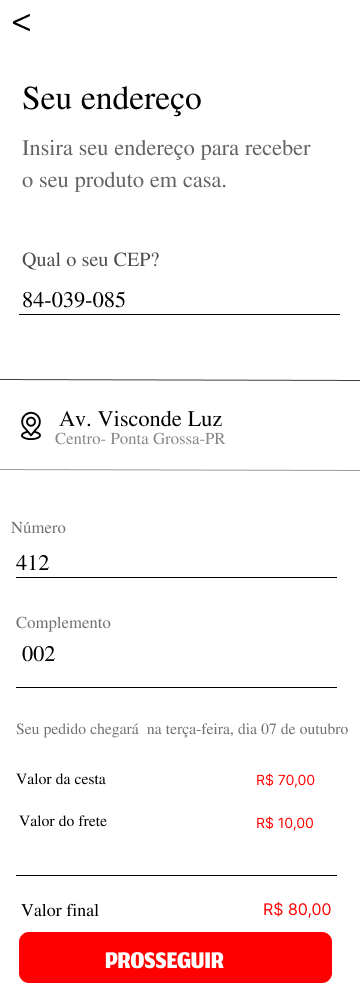 <
Seu endereço
Insira seu endereço para receber
o seu produto em casa.
Qual o seu CEP?
84-039-085
Av. Visconde Luz
Centro- Ponta Grossa-PR
Número
412
Complemento
002
Seu pedido chegará  na terça-feira, dia 07 de outubro
Valor da cesta R$ 70,00
Valor do frete R$ 10,00
Valor final R$ 80,00
PROSSEGUIR